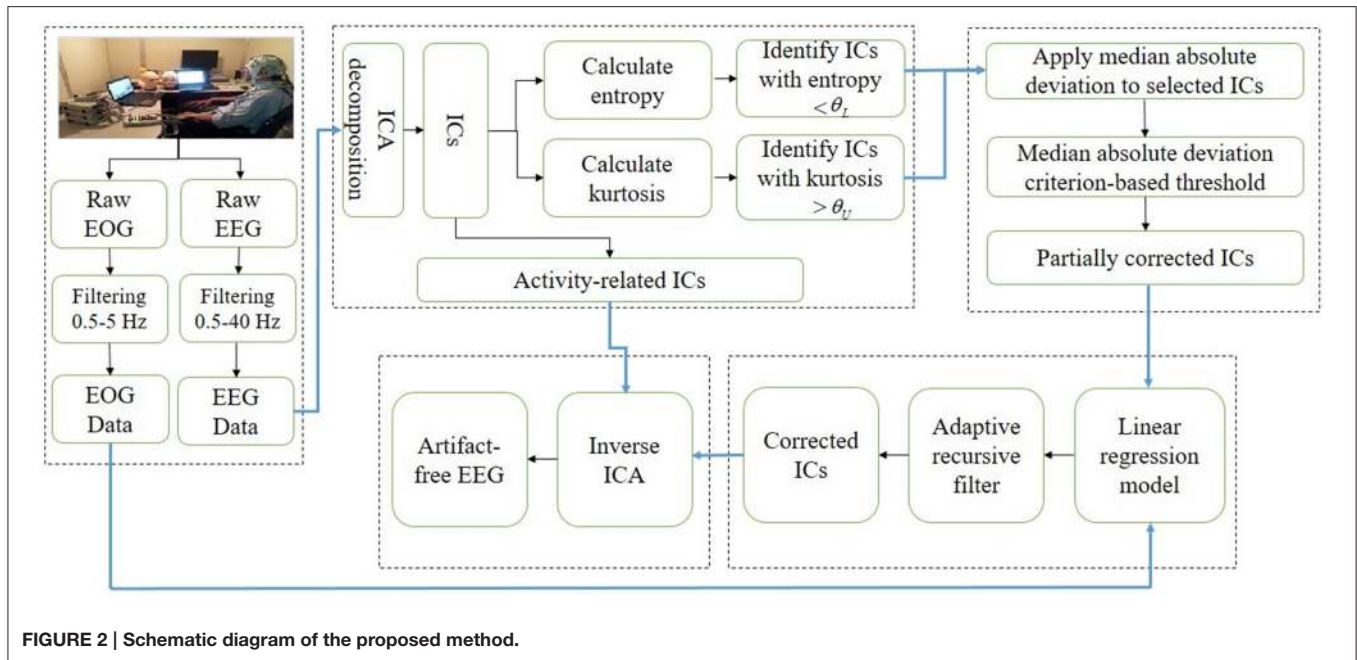 Raw
EOG
Raw
EEG
Filtering
0.5-5 Hz
Filtering
0.5-40 Hz
EOG
Data
EEG
Data
ICA
decomposition
ICs
Calculate
entropy
Identify ICs
with entropy
< θ_L
Calculate
kurtosis
Identify ICs
with kurtosis
> θ_U
Activity-related ICs
Apply median absolute
deviation to selected ICs
Median absolute deviation
criterion-based threshold
Partially corrected ICs
Artifact-
free EEG
Inverse
ICA
Corrected
ICs
Adaptive
recursive
filter
Linear
regression
model
FIGURE 2 | Schematic diagram of the proposed method.